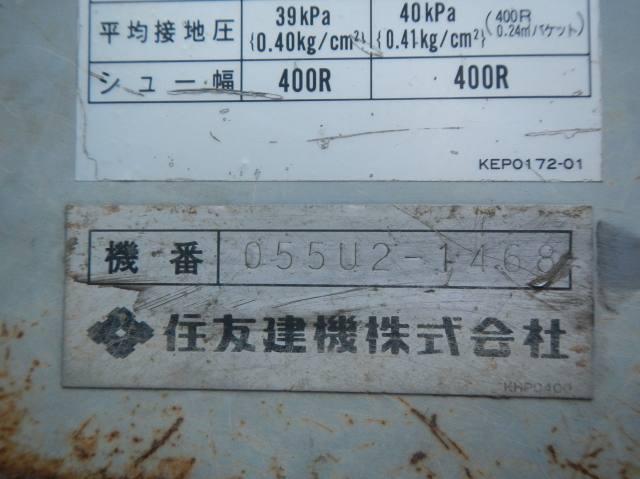 平均接地圧 39kPa {0.40kg/cm²} 40kPa {0.41kg/cm²} (400R 0.24㎥バケット)
シュー幅 400R 400R
KEP0172-01
機番 055U2-1468
住友建機株式会社
KHP0400